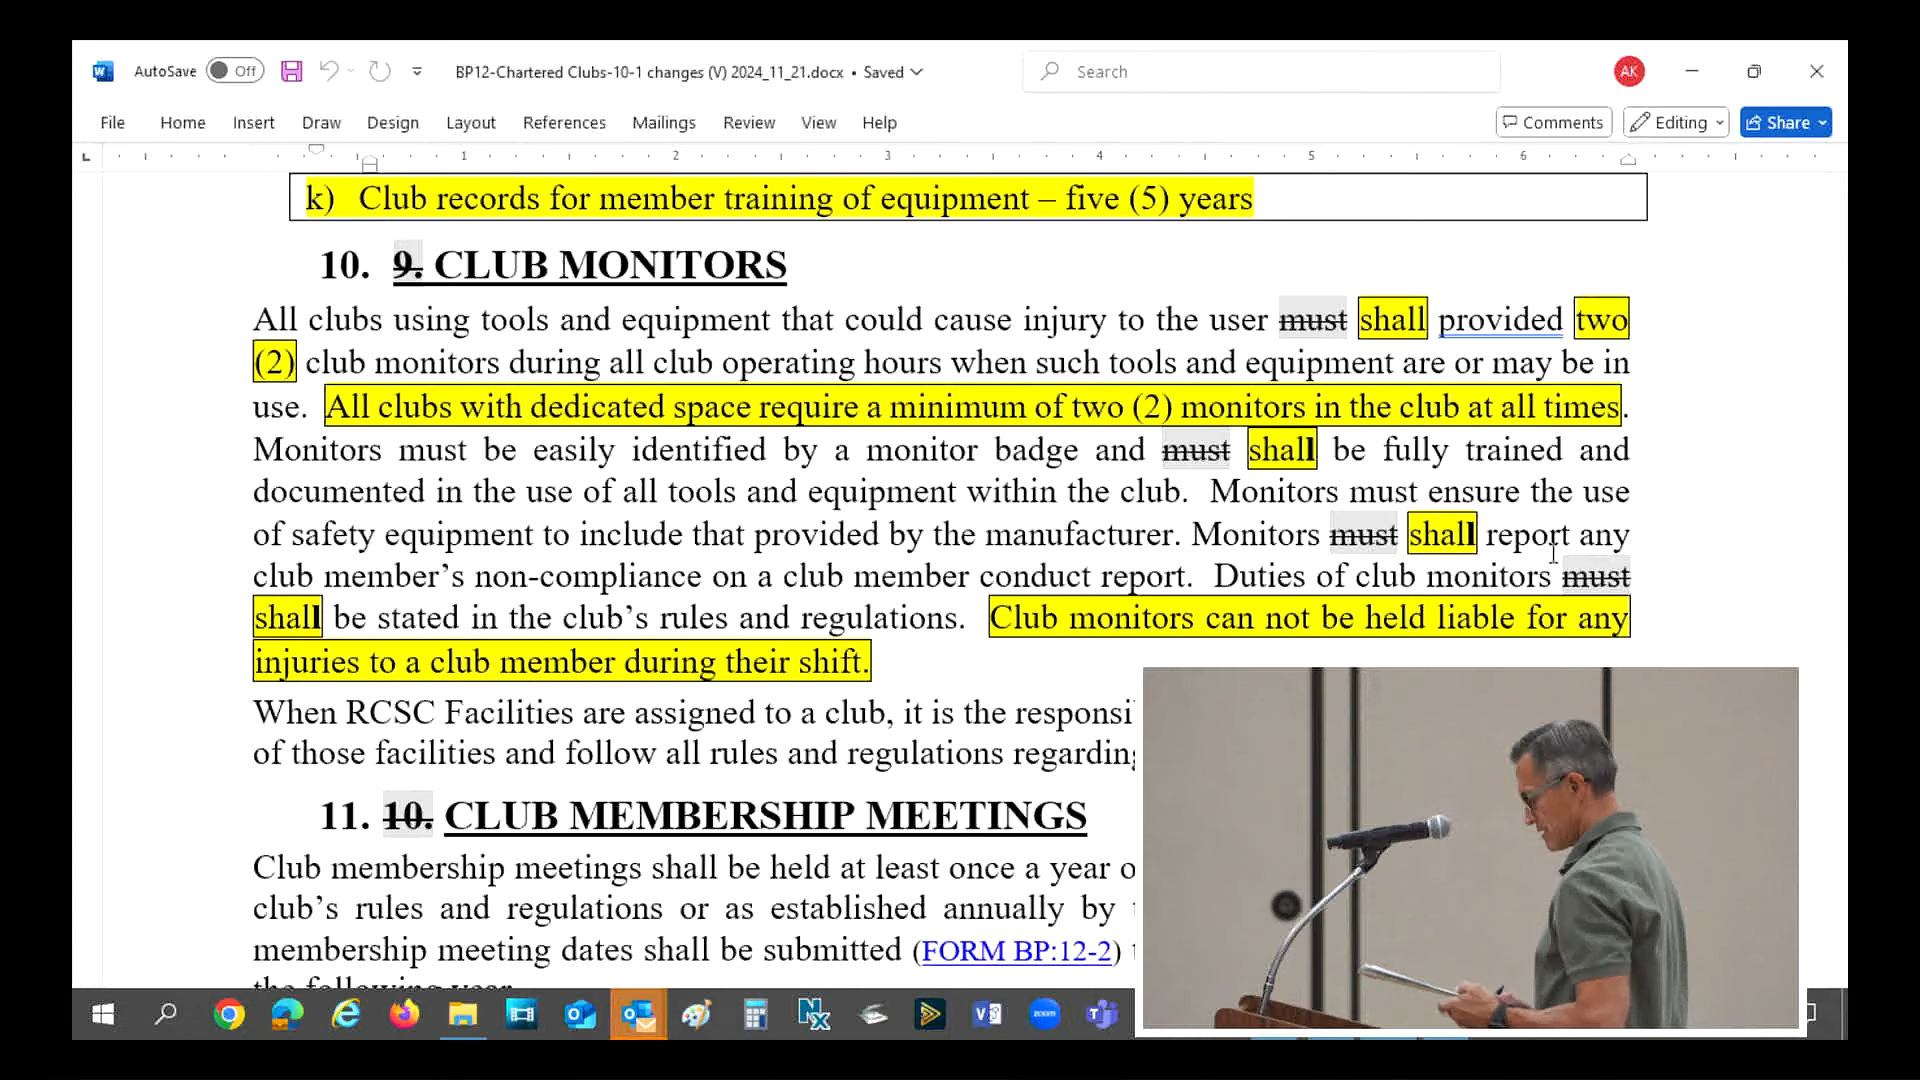 AutoSave Off BP12-Chartered Clubs-10-1 changes (V) 2024_11_21.docx • Saved Search AK
File Home Insert Draw Design Layout References Mailings Review View Help Comments Editing Share
1 2 3 4 5 6
k) Club records for member training of equipment – five (5) years
10. 9. CLUB MONITORS
All clubs using tools and equipment that could cause injury to the user must shall provided two
(2) club monitors during all club operating hours when such tools and equipment are or may be in
use. All clubs with dedicated space require a minimum of two (2) monitors in the club at all times.
Monitors must be easily identified by a monitor badge and must shall be fully trained and
documented in the use of all tools and equipment within the club. Monitors must ensure the use
of safety equipment to include that provided by the manufacturer. Monitors must shall report any
club member’s non-compliance on a club member conduct report. Duties of club monitors must
shall be stated in the club’s rules and regulations. Club monitors can not be held liable for any
injuries to a club member during their shift.
When RCSC Facilities are assigned to a club, it is the
of those facilities and follow all rules and regulations
11. 10. CLUB MEMBERSHIP MEETINGS
Club membership meetings shall be held at least once a year
club’s rules and regulations or as established annually by
membership meeting dates shall be submitted (FORM BP:12-2)
the following year
zoom